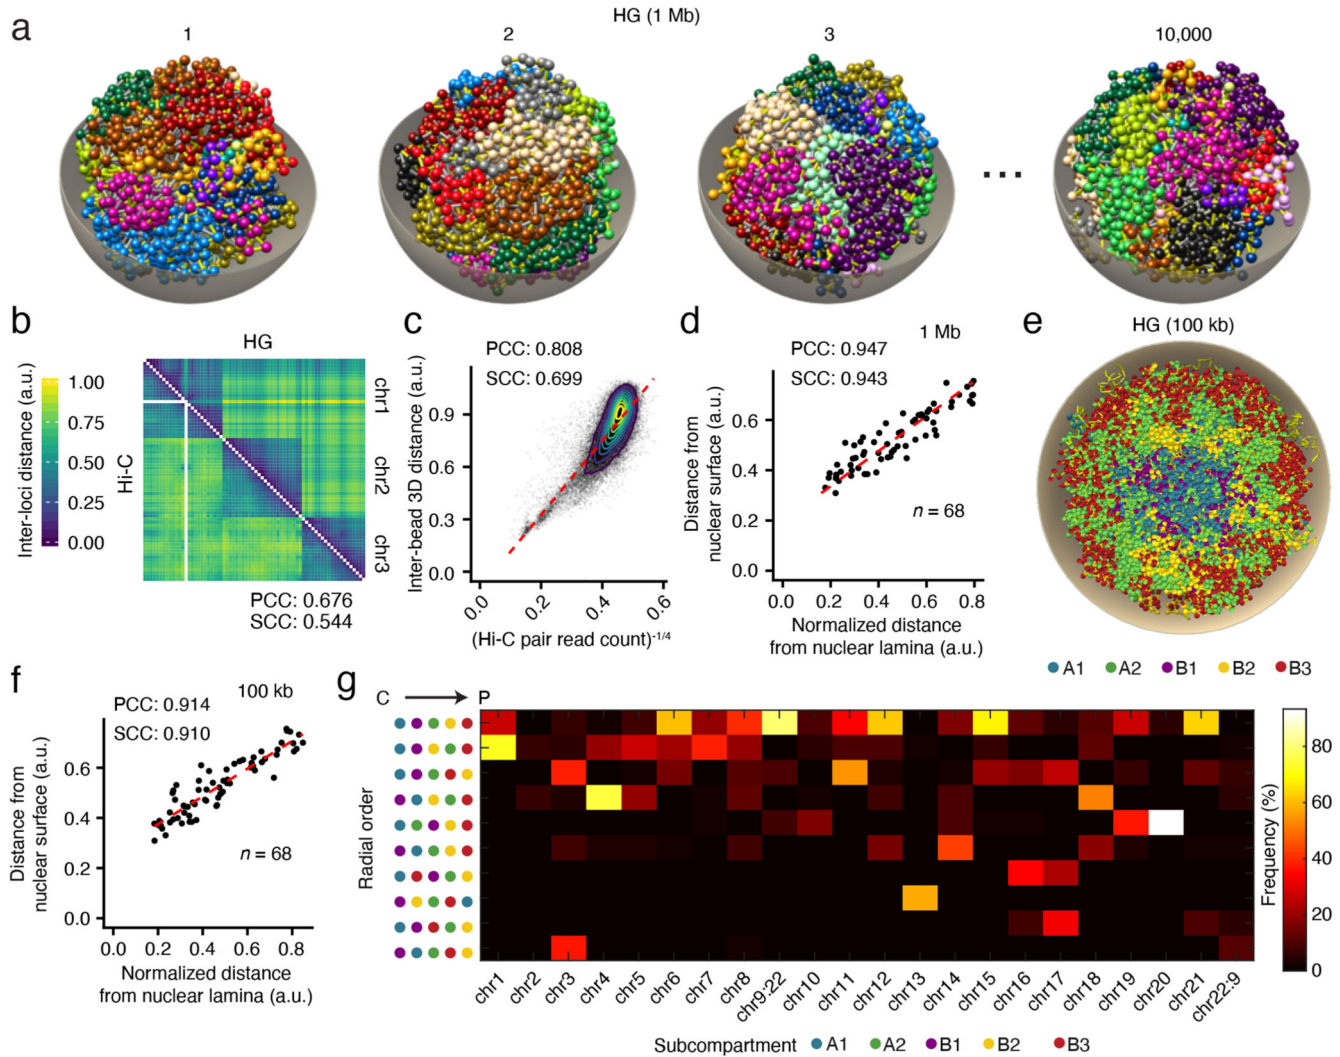 a
HG (1 Mb)
1
2
3
10,000
...
b
HG
Inter-loci distance (a.u.)
1.00
0.75
0.50
0.25
0.00
Hi-C
chr1
chr2
chr3
PCC: 0.676
SCC: 0.544
c
PCC: 0.808
SCC: 0.699
Inter-bead 3D distance (a.u.)
0.9
0.6
0.3
0.0
0.0
0.2
0.4
0.6
(Hi-C pair read count)⁻¹/⁴
d
1 Mb
PCC: 0.947
SCC: 0.943
Distance from
nuclear surface (a.u.)
0.6
0.4
0.2
0.0
n = 68
0.0
0.2
0.4
0.6
0.8
Normalized distance
from nuclear lamina (a.u.)
e
HG (100 kb)
A1 A2 B1 B2 B3
f
100 kb
PCC: 0.914
SCC: 0.910
Distance from
nuclear surface (a.u.)
0.6
0.4
0.2
0.0
n = 68
0.0
0.2
0.4
0.6
0.8
Normalized distance
from nuclear lamina (a.u.)
g
C
P
Radial order
chr1
chr2
chr3
chr4
chr5
chr6
chr7
chr8
chr9:22
chr10
chr11
chr12
chr13
chr14
chr15
chr16
chr17
chr18
chr19
chr20
chr21
chr22:9
Frequency (%)
80
60
40
20
0
Subcompartment A1 A2 B1 B2 B3